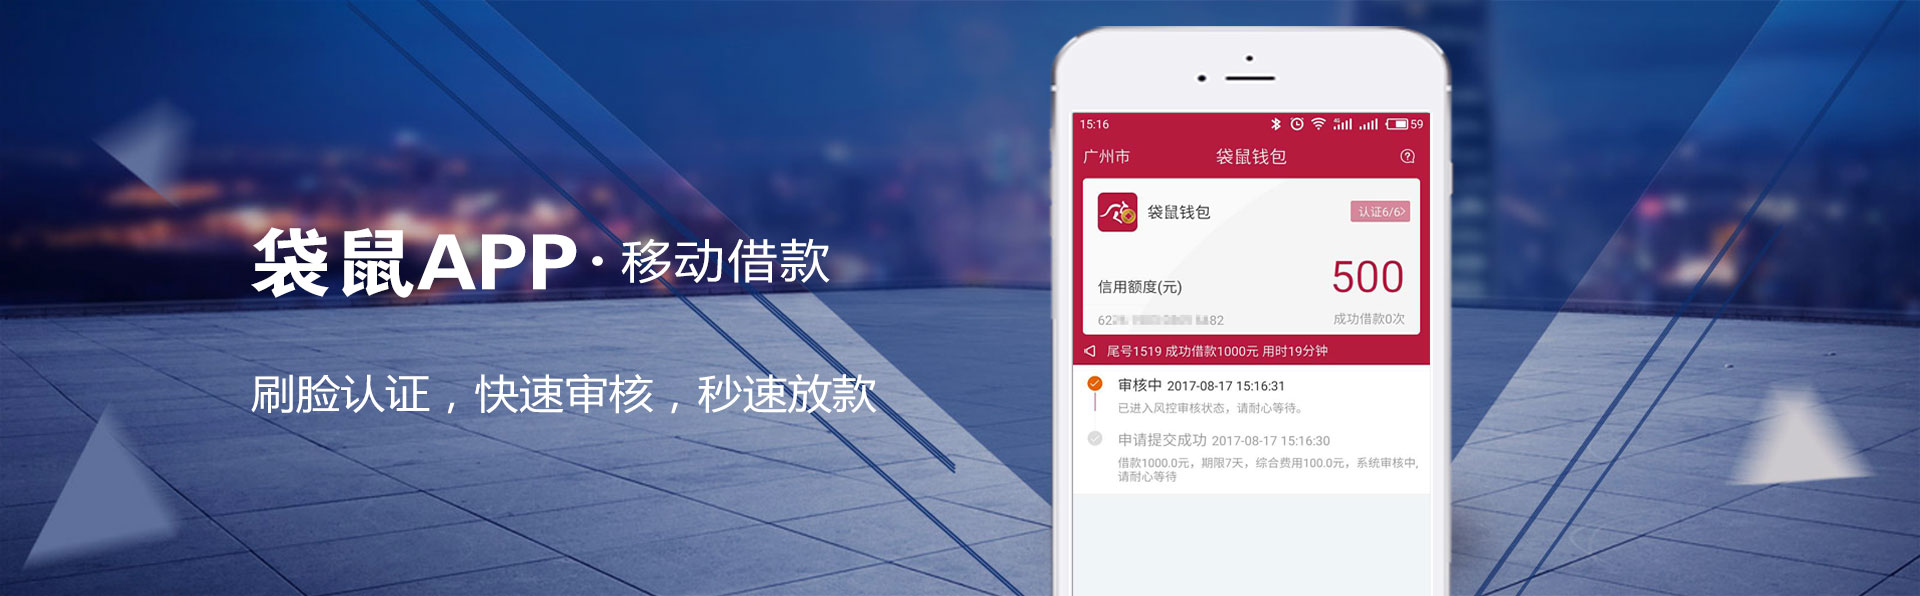 袋鼠APP·移动借款
刷脸认证，快速审核，秒速放款
15:16
59
广州市
袋鼠钱包
袋鼠钱包
认证6/6>
信用额度(元)
500
成功借款0次
尾号1519 成功借款1000元 用时19分钟
审核中 2017-08-17 15:16:31
已进入风控审核状态，请耐心等待。
申请提交成功 2017-08-17 15:16:30
借款1000.0元，期限7天，综合费用100.0元，系统审核中,
请耐心等待